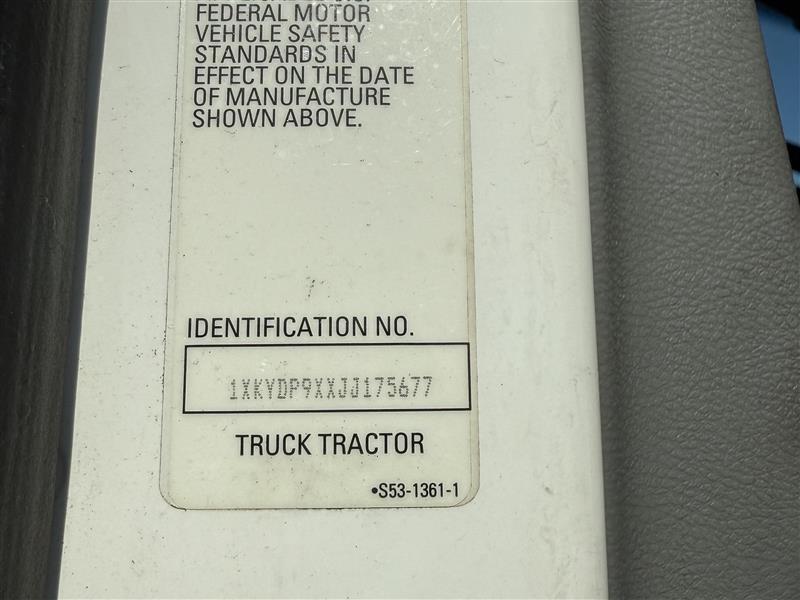 FEDERAL MOTOR
VEHICLE SAFETY
STANDARDS IN
EFFECT ON THE DATE
OF MANUFACTURE
SHOWN ABOVE.
IDENTIFICATION NO.
1XKYDP9XXJJ175677
TRUCK TRACTOR
•S53-1361-1